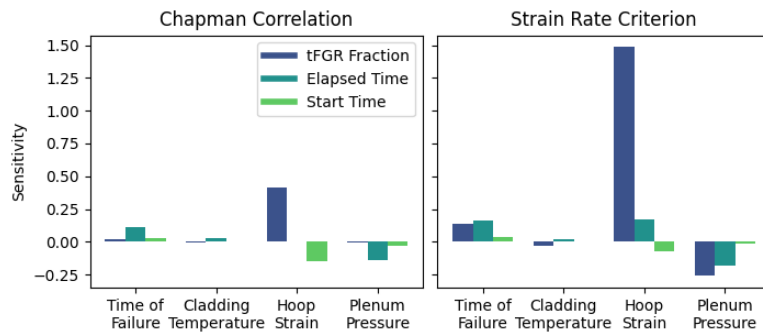 Chapman Correlation
Strain Rate Criterion
Sensitivity
1.50
1.25
1.00
0.75
0.50
0.25
0.00
−0.25
tFGR Fraction
Elapsed Time
Start Time
Time of
Failure
Cladding
Temperature
Hoop
Strain
Plenum
Pressure
Time of
Failure
Cladding
Temperature
Hoop
Strain
Plenum
Pressure